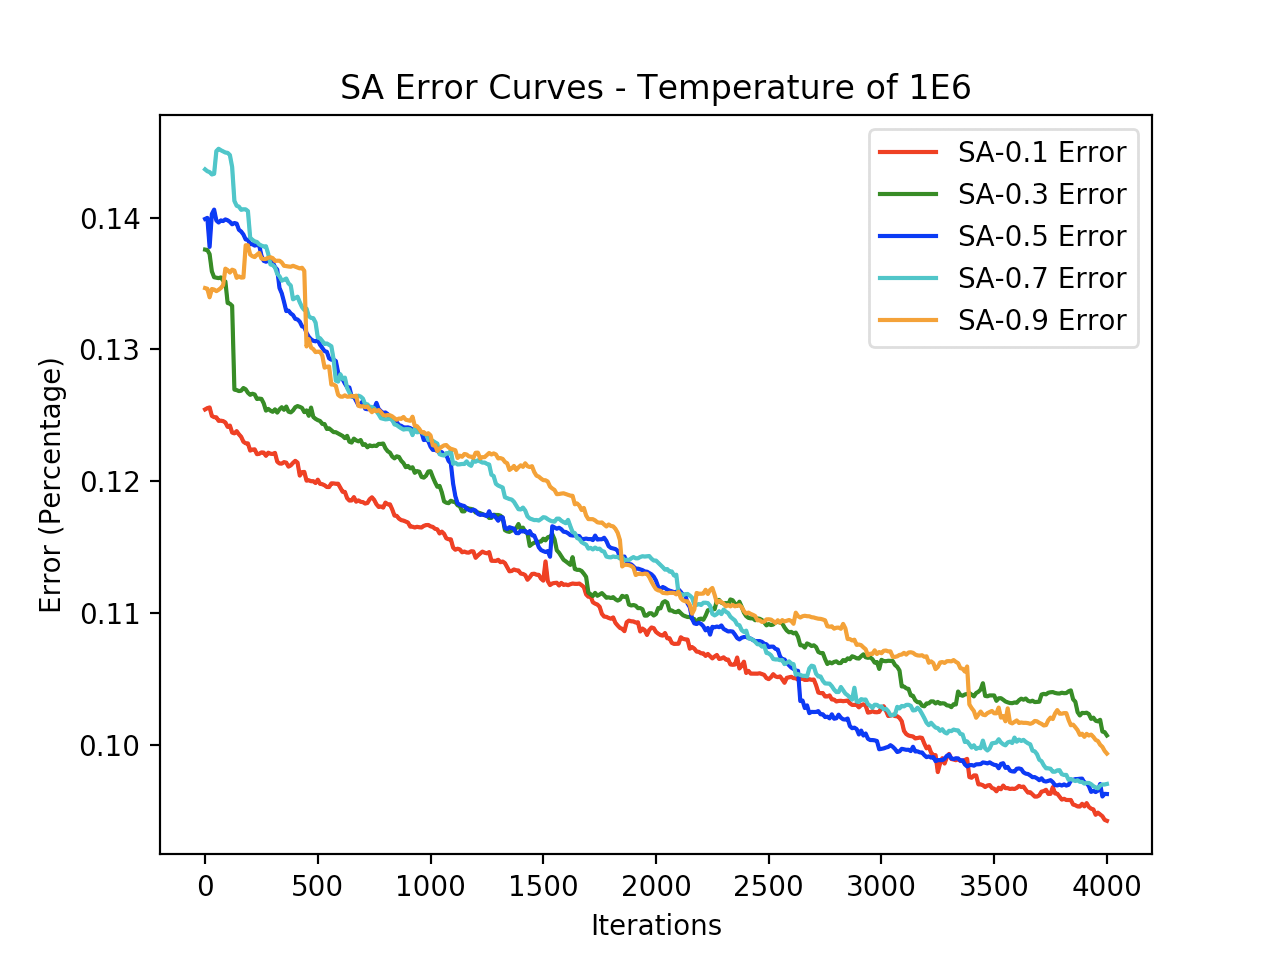 SA Error Curves - Temperature of 1E6
SA-0.1 Error
SA-0.3 Error
SA-0.5 Error
SA-0.7 Error
SA-0.9 Error
0.14
0.13
0.12
0.11
0.10
Error (Percentage)
0 500 1000 1500 2000 2500 3000 3500 4000
Iterations